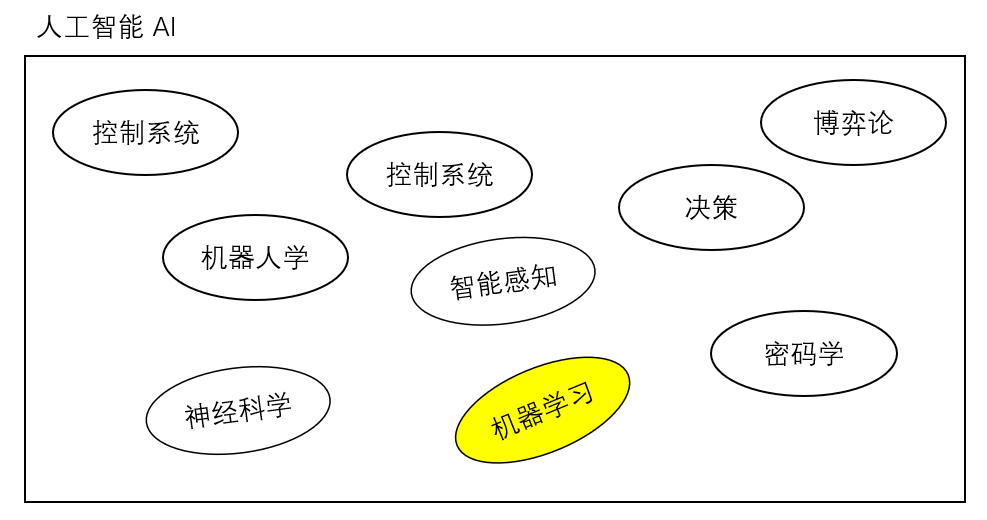 人工智能 AI
控制系统
博弈论
控制系统
决策
机器人学
智能感知
密码学
神经科学
机器学习